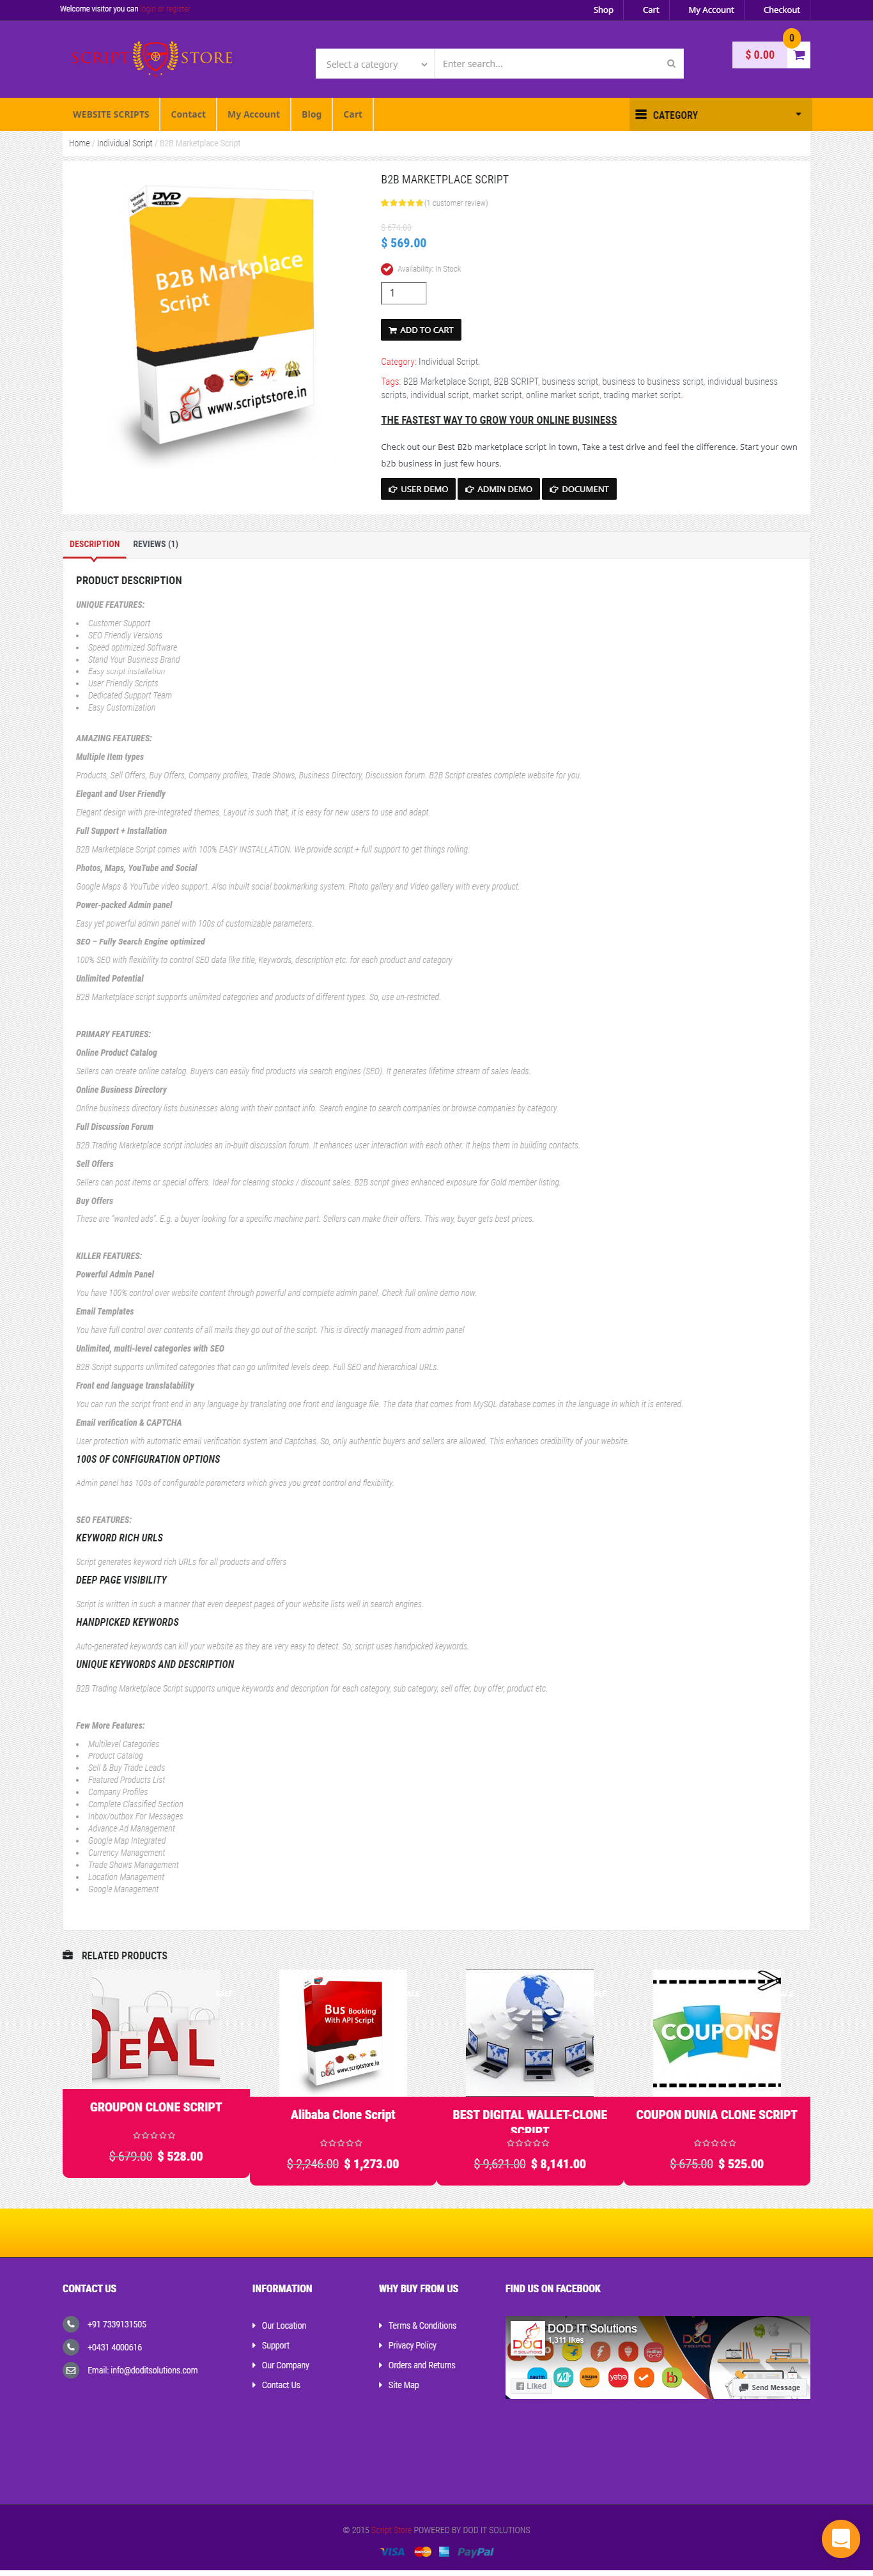 Welcome visitor you can login or register
Shop Cart My Account Checkout
SCRIPT STORE
Select a category Enter search...
$ 0.00 0
WEBSITE SCRIPTS Contact My Account Blog Cart CATEGORY
Home / Individual Script / B2B Marketplace Script
DVD
VIDEO
B2B Markplace
Script
24/7
DOD
www.scriptstore.in
B2B MARKETPLACE SCRIPT
(1 customer review)
$ 674.00
$ 569.00
Availability: In Stock
1
ADD TO CART
Category: Individual Script.
Tags: B2B Marketplace Script, B2B SCRIPT, business script, business to business script, individual business
scripts, individual script, market script, online market script, trading market script.
THE FASTEST WAY TO GROW YOUR ONLINE BUSINESS
Check out our Best B2b marketplace script in town, Take a test drive and feel the difference. Start your own
b2b business in just few hours.
USER DEMO ADMIN DEMO DOCUMENT
DESCRIPTION REVIEWS (1)
PRODUCT DESCRIPTION
UNIQUE FEATURES:
• Customer Support
• SEO Friendly Versions
• Speed optimized Software
• Stand Your Business Brand
• Easy script installation
• User Friendly Scripts
• Dedicated Support Team
• Easy Customization
AMAZING FEATURES:
Multiple Item types
Products, Sell Offers, Buy Offers, Company profiles, Trade Shows, Business Directory, Discussion forum. B2B Script creates complete website for you.
Elegant and User Friendly
Elegant design with pre-integrated themes. Layout is such that, it is easy for new users to use and adapt.
Full Support + Installation
B2B Marketplace Script comes with 100% EASY INSTALLATION. We provide script + full support to get things rolling.
Photos, Maps, YouTube and Social
Google Maps & YouTube video support. Also inbuilt social bookmarking system. Photo gallery and Video gallery with every product.
Power-packed Admin panel
Easy yet powerful admin panel with 100s of customizable parameters.
SEO – Fully Search Engine optimized
100% SEO with flexibility to control SEO data like title, Keywords, description etc. for each product and category
Unlimited Potential
B2B Marketplace script supports unlimited categories and products of different types. So, use un-restricted.
PRIMARY FEATURES:
Online Product Catalog
Sellers can create online catalog. Buyers can easily find products via search engines (SEO). It generates lifetime stream of sales leads.
Online Business Directory
Online business directory lists businesses along with their contact info. Search engine to search companies or browse companies by category.
Full Discussion Forum
B2B Trading Marketplace script includes an in-built discussion forum. It enhances user interaction with each other. It helps them in building contacts.
Sell Offers
Sellers can post items or special offers. Ideal for clearing stocks / discount sales. B2B script gives enhanced exposure for Gold member listing.
Buy Offers
These are "wanted ads". E.g. a buyer looking for a specific machine part. Sellers can make their offers. This way, buyer gets best prices.
KILLER FEATURES:
Powerful Admin Panel
You have 100% control over website content through powerful and complete admin panel. Check full online demo now.
Email Templates
You have full control over contents of all mails they go out of the script. This is directly managed from admin panel
Unlimited, multi-level categories with SEO
B2B Script supports unlimited categories that can go unlimited levels deep. Full SEO and hierarchical URLs.
Front end language translatability
You can run the script front end in any language by translating one front end language file. The data that comes from MySQL database comes in the language in which it is entered.
Email verification & CAPTCHA
User protection with automatic email verification system and Captchas. So, only authentic buyers and sellers are allowed. This enhances credibility of your website.
100S OF CONFIGURATION OPTIONS
Admin panel has 100s of configurable parameters which gives you great control and flexibility.
SEO FEATURES:
KEYWORD RICH URLS
Script generates keyword rich URLs for all products and offers
DEEP PAGE VISIBILITY
Script is written in such a manner that even deepest pages of your website lists well in search engines.
HANDPICKED KEYWORDS
Auto-generated keywords can kill your website as they are very easy to detect. So, script uses handpicked keywords.
UNIQUE KEYWORDS AND DESCRIPTION
B2B Trading Marketplace Script supports unique keywords and description for each category, sub category, sell offer, buy offer, product etc.
Few More Features:
• Multilevel Categories
• Product Catalog
• Sell & Buy Trade Leads
• Featured Products List
• Company Profiles
• Complete Classified Section
• Inbox/outbox For Messages
• Advance Ad Management
• Google Map Integrated
• Currency Management
• Trade Shows Management
• Location Management
• Google Management
RELATED PRODUCTS
DEAL
Bus Booking
With API Script
www.scriptstore.in
COUPONS
GROUPON CLONE SCRIPT
$ 679.00 $ 528.00
Alibaba Clone Script
$ 2,246.00 $ 1,273.00
BEST DIGITAL WALLET-CLONE
SCRIPT
$ 9,621.00 $ 8,141.00
COUPON DUNIA CLONE SCRIPT
$ 675.00 $ 525.00
CONTACT US INFORMATION WHY BUY FROM US FIND US ON FACEBOOK
+91 7339131505
+0431 4000616
Email: info@doditsolutions.com
Our Location
Support
Our Company
Contact Us
Terms & Conditions
Privacy Policy
Orders and Returns
Site Map
DOD IT Solutions
1,311 likes
Liked
Send Message
© 2015 Script Store POWERED BY DOD IT SOLUTIONS
VISA PayPal